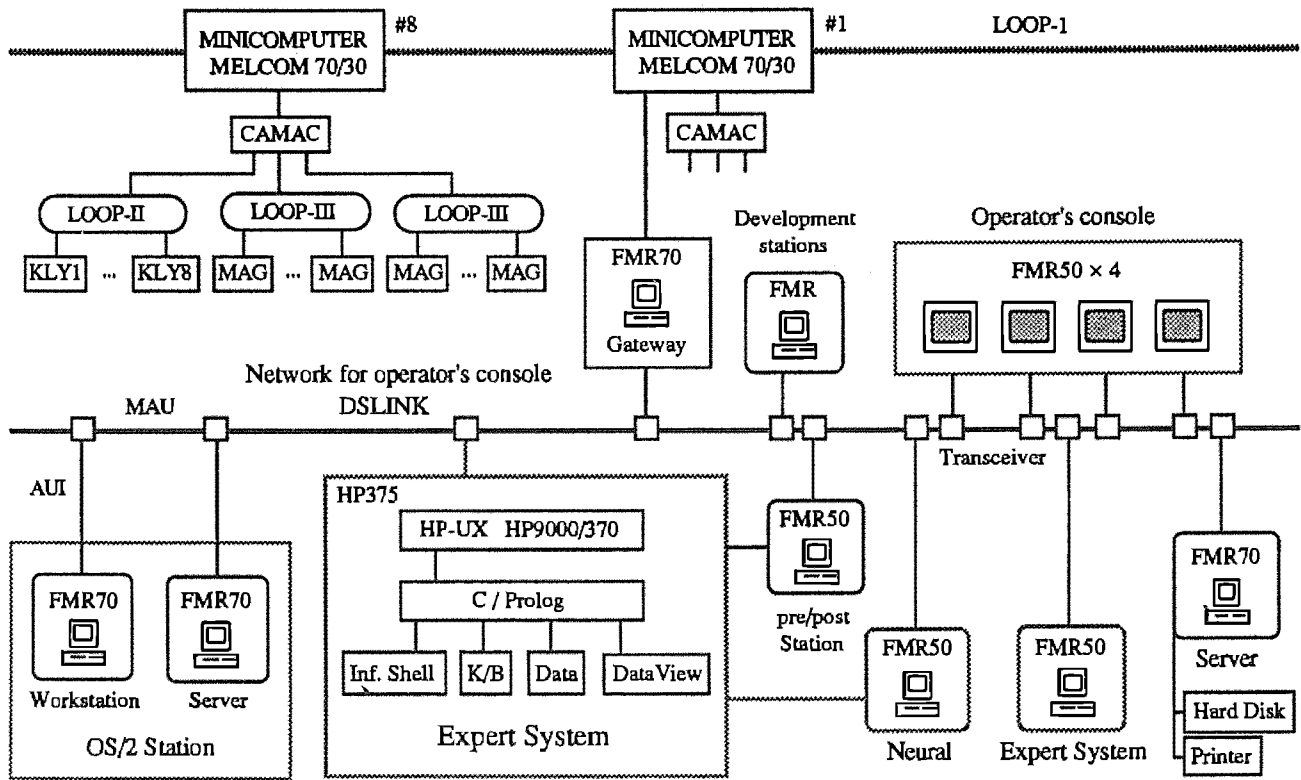 #8
#1
LOOP-1
MINICOMPUTER
MELCOM 70/30
MINICOMPUTER
MELCOM 70/30
CAMAC
CAMAC
LOOP-II
LOOP-III
LOOP-III
KLY1 ... KLY8
MAG ... MAG
MAG ... MAG
FMR70
Gateway
Development
stations
FMR
Operator's console
FMR50 × 4
Network for operator's console
MAU
DSLINK
Transceiver
AUI
HP375
HP-UX HP9000/370
C / Prolog
Inf. Shell
K/B
Data
DataView
Expert System
FMR70
Workstation
FMR70
Server
OS/2 Station
FMR50
pre/post
Station
FMR50
Neural
FMR50
Expert System
FMR70
Server
Hard Disk
Printer